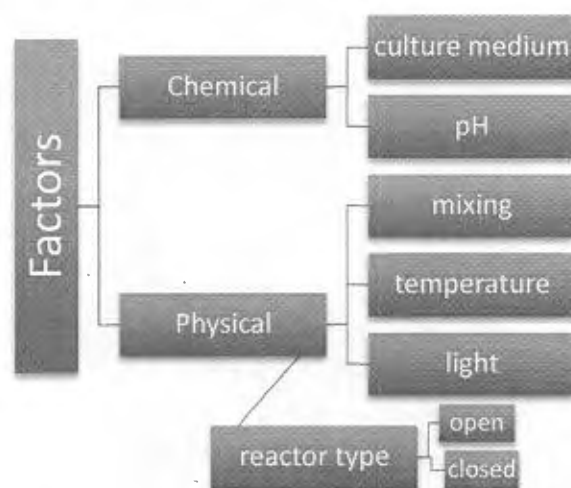 Factors
Chemical
culture medium
pH
Physical
mixing
temperature
light
reactor type
open
closed